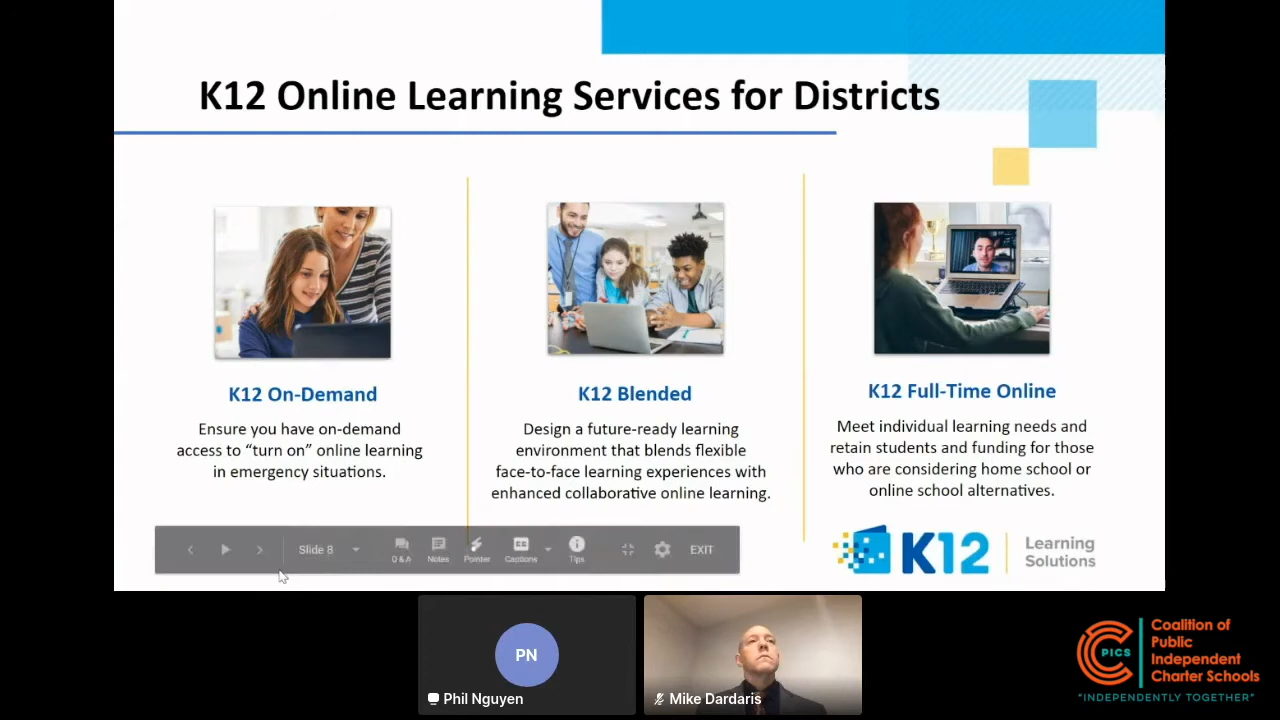 K12 Online Learning Services for Districts
K12 On-Demand
Ensure you have on-demand
access to “turn on” online learning
in emergency situations.
K12 Blended
Design a future-ready learning
environment that blends flexible
face-to-face learning experiences with
enhanced collaborative online learning.
K12 Full-Time Online
Meet individual learning needs and
retain students and funding for those
who are considering home school or
online school alternatives.
Slide 8
Q & A
Notes
Pointer
CC
Captions
Tips
EXIT
K12
Learning
Solutions
PN
Phil Nguyen
Mike Dardaris
PICS
Coalition of
Public
Independent
Charter Schools
"INDEPENDENTLY TOGETHER"